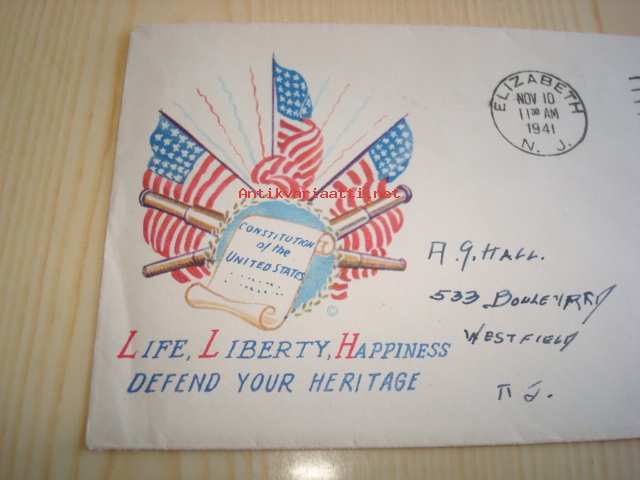 ELIZABETH
NOV 10
11 30 AM
1941
N. J.
Antikvariaatti.net
CONSTITUTION
of the
UNITED STATES
©
LIFE, LIBERTY, HAPPINESS
DEFEND YOUR HERITAGE
A. G. HALL.
533 BOULEVARD
WESTFIELD
N J.